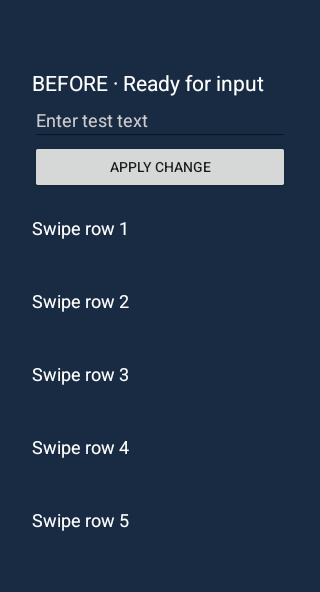 BEFORE · Ready for input
Enter test text
APPLY CHANGE
Swipe row 1
Swipe row 2
Swipe row 3
Swipe row 4
Swipe row 5